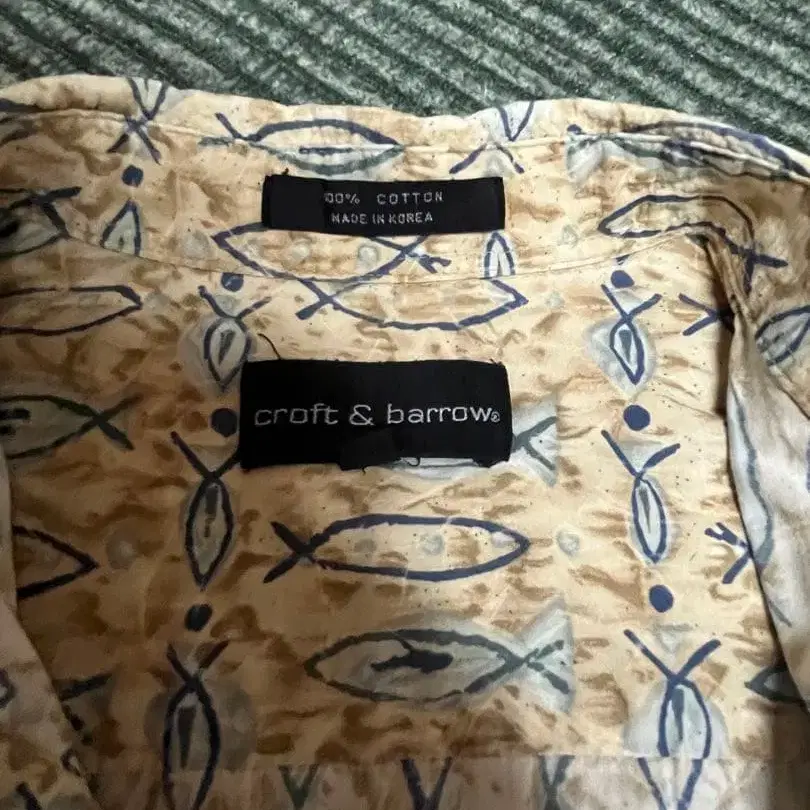 100% COTTON
MADE IN KOREA
croft & barrow®